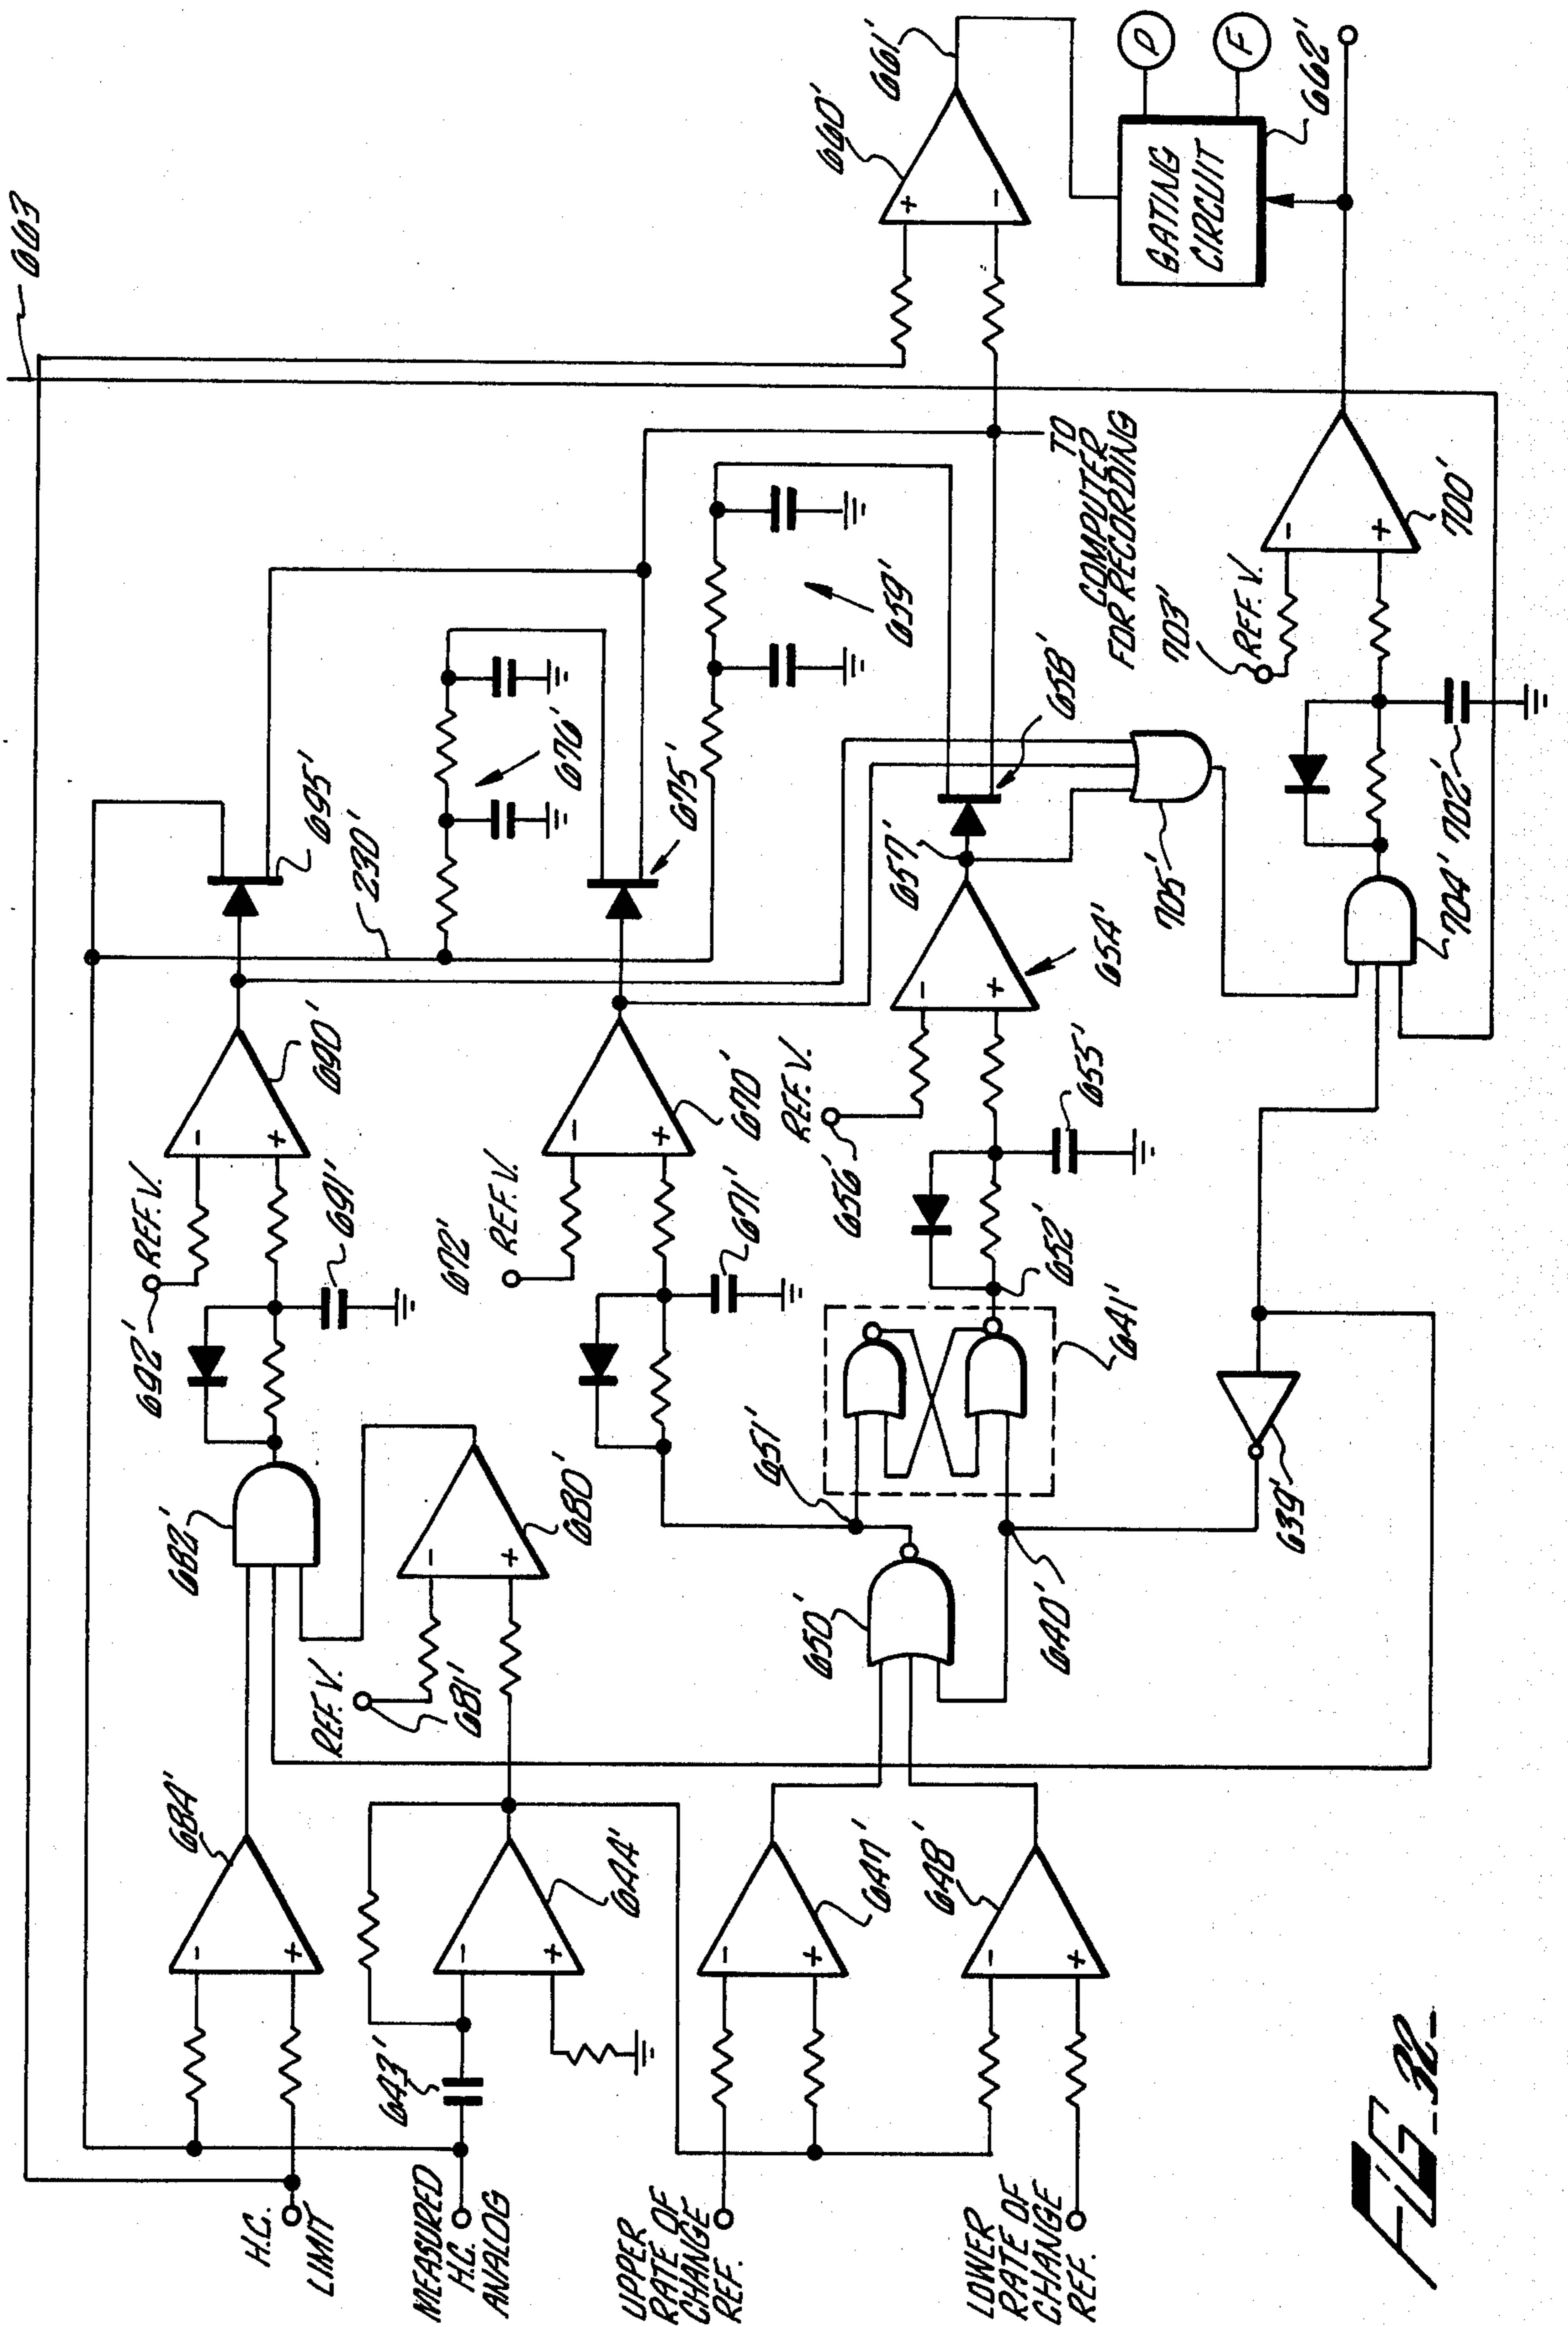 663
H.C.
LIMIT
684'
682'
692'
REF. V.
691'
690'
695'
230'
MEASURED
H.C.
ANALOG
643'
644'
REF. V.
681'
680'
672'
REF. V.
671'
670'
675'
676'
659'
660'
661'
P
F
GATING
CIRCUIT
662'
UPPER
RATE OF
CHANGE
REF.
647'
648'
650'
651'
652'
641'
640'
656'
REF. V.
655'
654'
657'
658'
TO
COMPUTER
FOR RECORDING
703'
REF. V.
700'
702'
704'
705'
639'
LOWER
RATE OF
CHANGE
REF.
FIG_32_